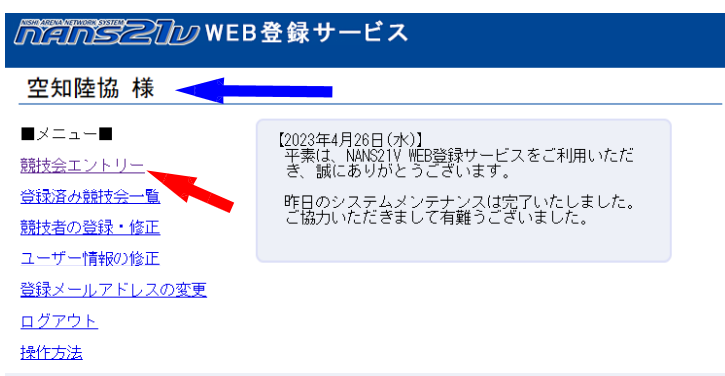 NISHI ARENA NETWORK SYSTEM
nans21v WEB登録サービス
空知陸協 様
■メニュー■
競技会エントリー
登録済み競技会一覧
競技者の登録・修正
ユーザー情報の修正
登録メールアドレスの変更
ログアウト
操作方法
【2023年4月26日(水)】
平素は、NANS21V WEB登録サービスをご利用いただ
き、誠にありがとうございます。
昨日のシステムメンテナンスは完了いたしました。
ご協力いただきまして有難うございました。